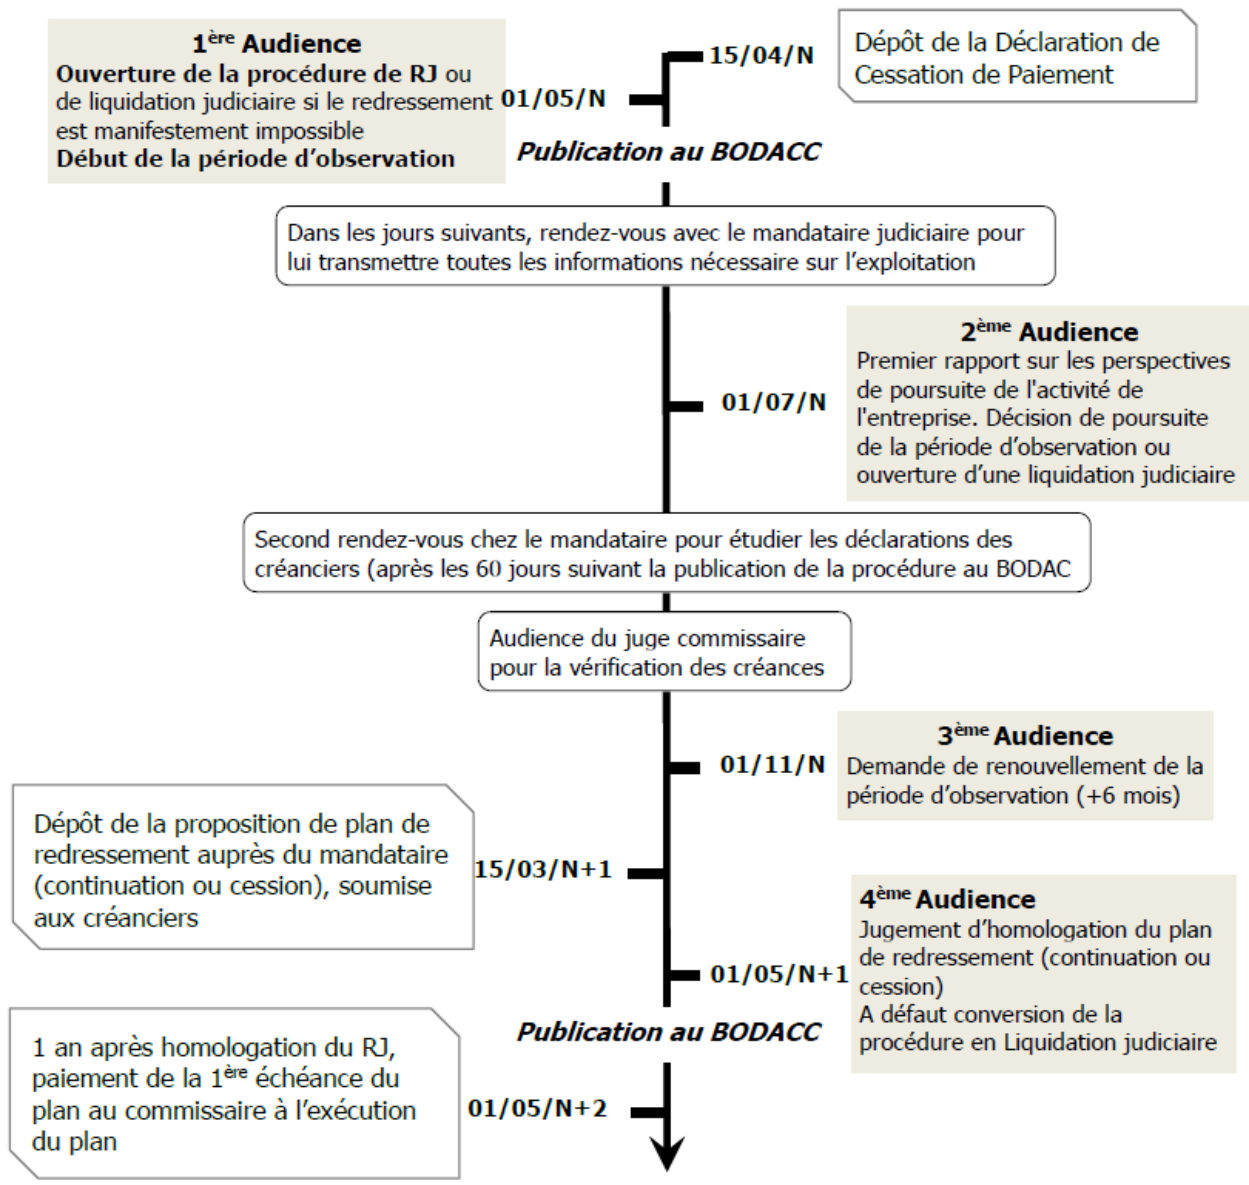 15/04/N
Dépôt de la Déclaration de
Cessation de Paiement
1ère Audience
Ouverture de la procédure de RJ ou
de liquidation judiciaire si le redressement
est manifestement impossible
Début de la période d'observation
01/05/N
Publication au BODACC
Dans les jours suivants, rendez-vous avec le mandataire judiciaire pour
lui transmettre toutes les informations nécessaire sur l'exploitation
01/07/N
2ème Audience
Premier rapport sur les perspectives
de poursuite de l'activité de
l'entreprise. Décision de poursuite
de la période d'observation ou
ouverture d'une liquidation judiciaire
Second rendez-vous chez le mandataire pour étudier les déclarations des
créanciers (après les 60 jours suivant la publication de la procédure au BODAC
Audience du juge commissaire
pour la vérification des créances
01/11/N
3ème Audience
Demande de renouvellement de la
période d'observation (+6 mois)
Dépôt de la proposition de plan de
redressement auprès du mandataire
(continuation ou cession), soumise
aux créanciers
15/03/N+1
01/05/N+1
4ème Audience
Jugement d'homologation du plan
de redressement (continuation ou
cession)
A défaut conversion de la
procédure en Liquidation judiciaire
Publication au BODACC
1 an après homologation du RJ,
paiement de la 1ère échéance du
plan au commissaire à l'exécution
du plan
01/05/N+2